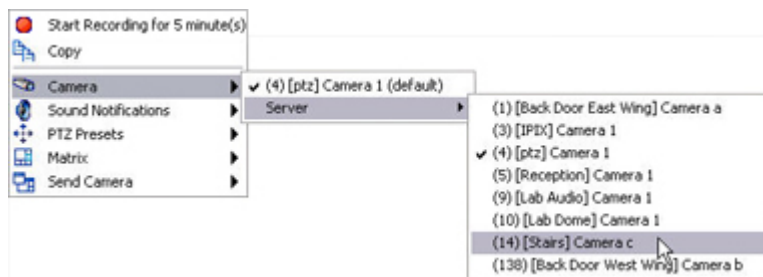 Start Recording for 5 minute(s)
Copy
Camera
Sound Notifications
PTZ Presets
Matrix
Send Camera
(4) [ptz] Camera 1 (default)
Server
(1) [Back Door East Wing] Camera a
(3) [IPIX] Camera 1
(4) [ptz] Camera 1
(5) [Reception] Camera 1
(9) [Lab Audio] Camera 1
(10) [Lab Dome] Camera 1
(14) [Stairs] Camera c
(138) [Back Door West Wing] Camera b